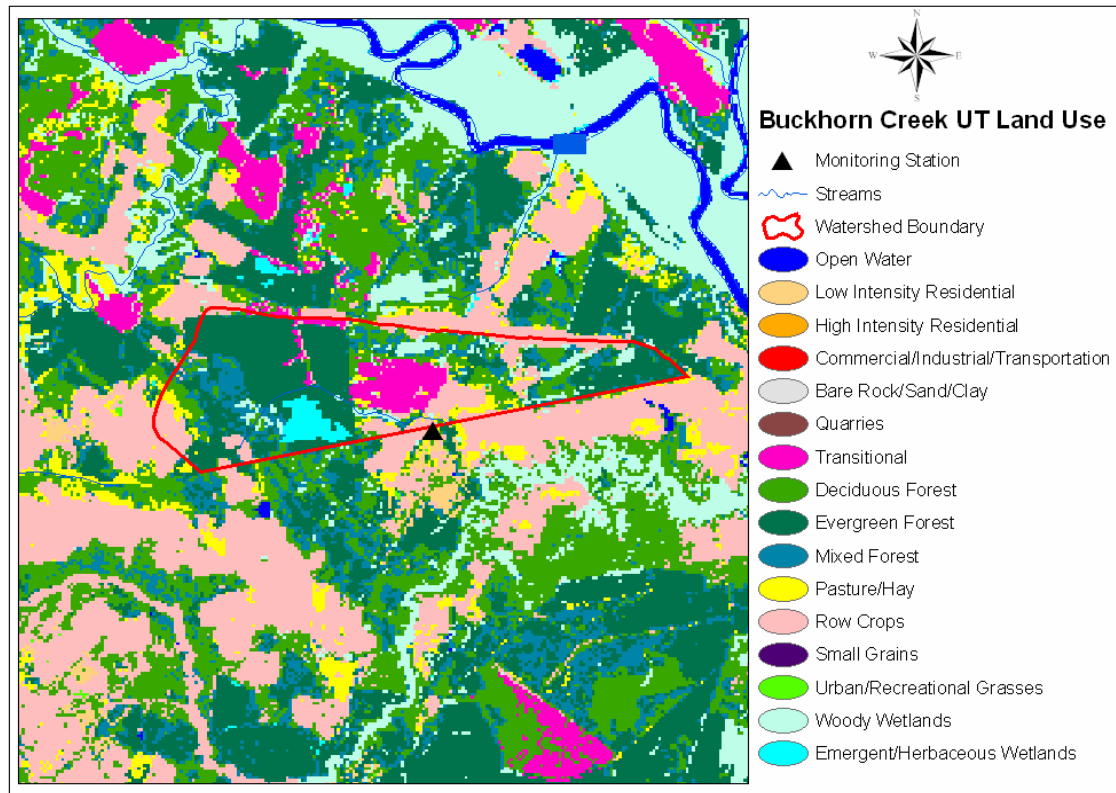 N
W E
S
Buckhorn Creek UT Land Use
Monitoring Station
Streams
Watershed Boundary
Open Water
Low Intensity Residential
High Intensity Residential
Commercial/Industrial/Transportation
Bare Rock/Sand/Clay
Quarries
Transitional
Deciduous Forest
Evergreen Forest
Mixed Forest
Pasture/Hay
Row Crops
Small Grains
Urban/Recreational Grasses
Woody Wetlands
Emergent/Herbaceous Wetlands